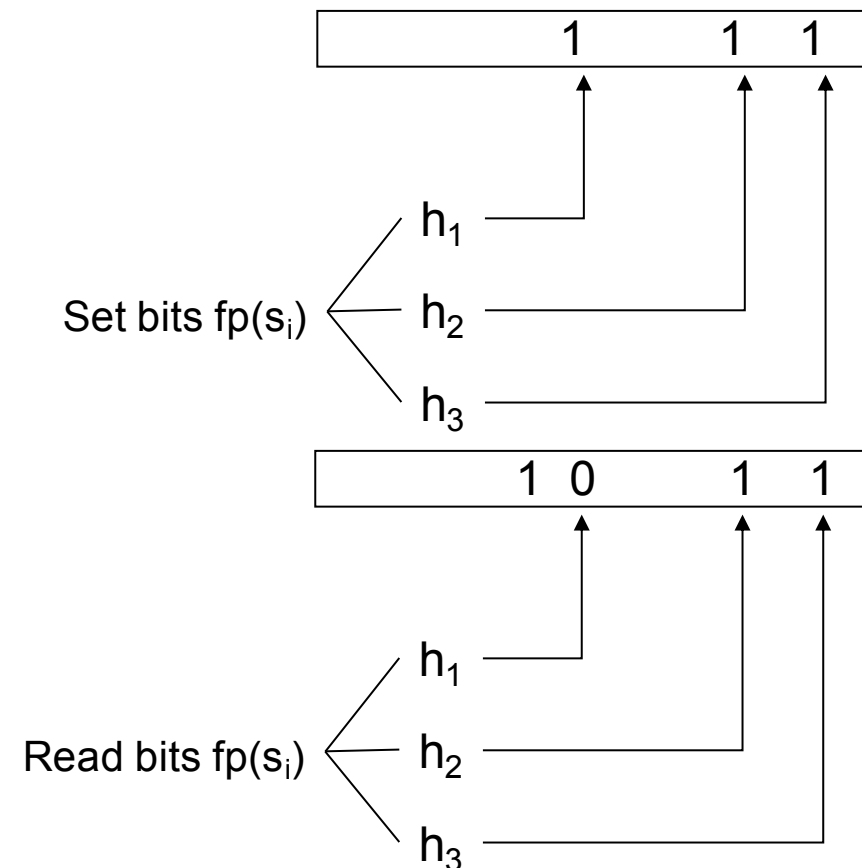 1 1 1
h₁
Set bits fp(sᵢ)
h₂
h₃
1 0 1 1
h₁
Read bits fp(sᵢ)
h₂
h₃